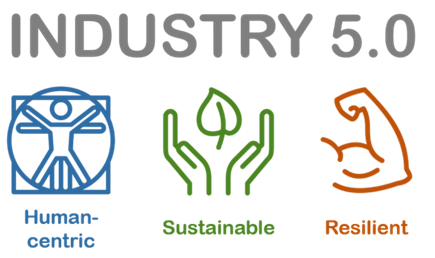 INDUSTRY 5.0
Human-
centric
Sustainable
Resilient